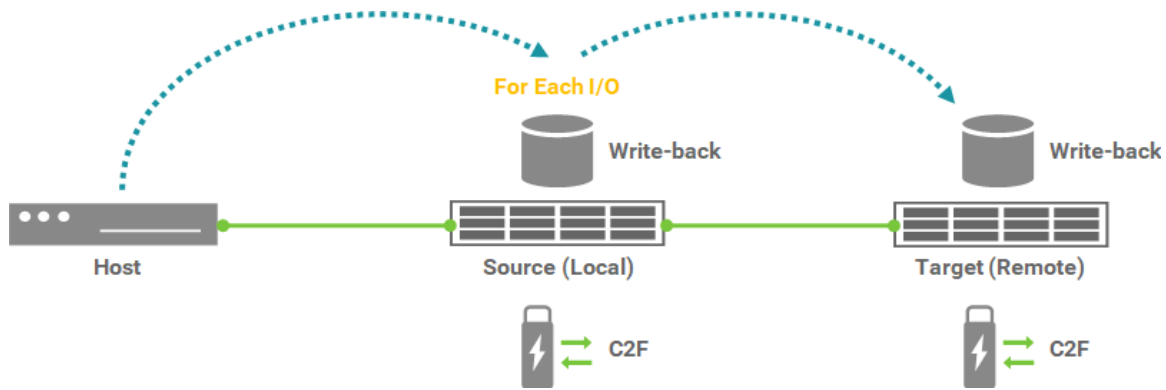 For Each I/O
Write-back
Write-back
Host
Source (Local)
Target (Remote)
C2F
C2F